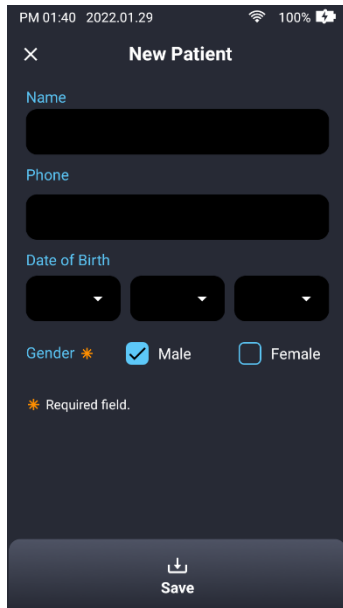 PM 01:40 2022.01.29 100%
New Patient
Name
Phone
Date of Birth
Gender * Male Female
* Required field.
Save